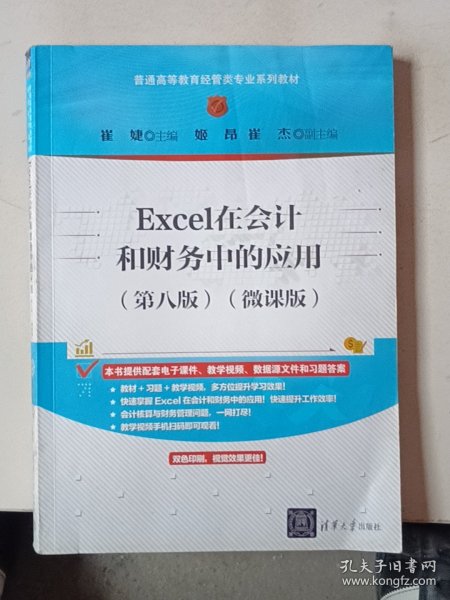 普通高等教育经管类专业系列教材
崔 婕◎主编 姬 昂 崔 杰◎副主编
Excel在会计
和财务中的应用
（第八版）（微课版）
本书提供配套电子课件、教学视频、数据源文件和习题答案
★ 教材+习题+教学视频，多方位提升学习效果！
★ 快速掌握Excel在会计和财务中的应用！快速提升工作效率！
★ 会计核算与财务管理问题，一网打尽！
★ 教学视频手机扫码即可观看！
双色印刷，视觉效果更佳！
清华大学出版社
孔夫子旧书网
www.kongfz.com